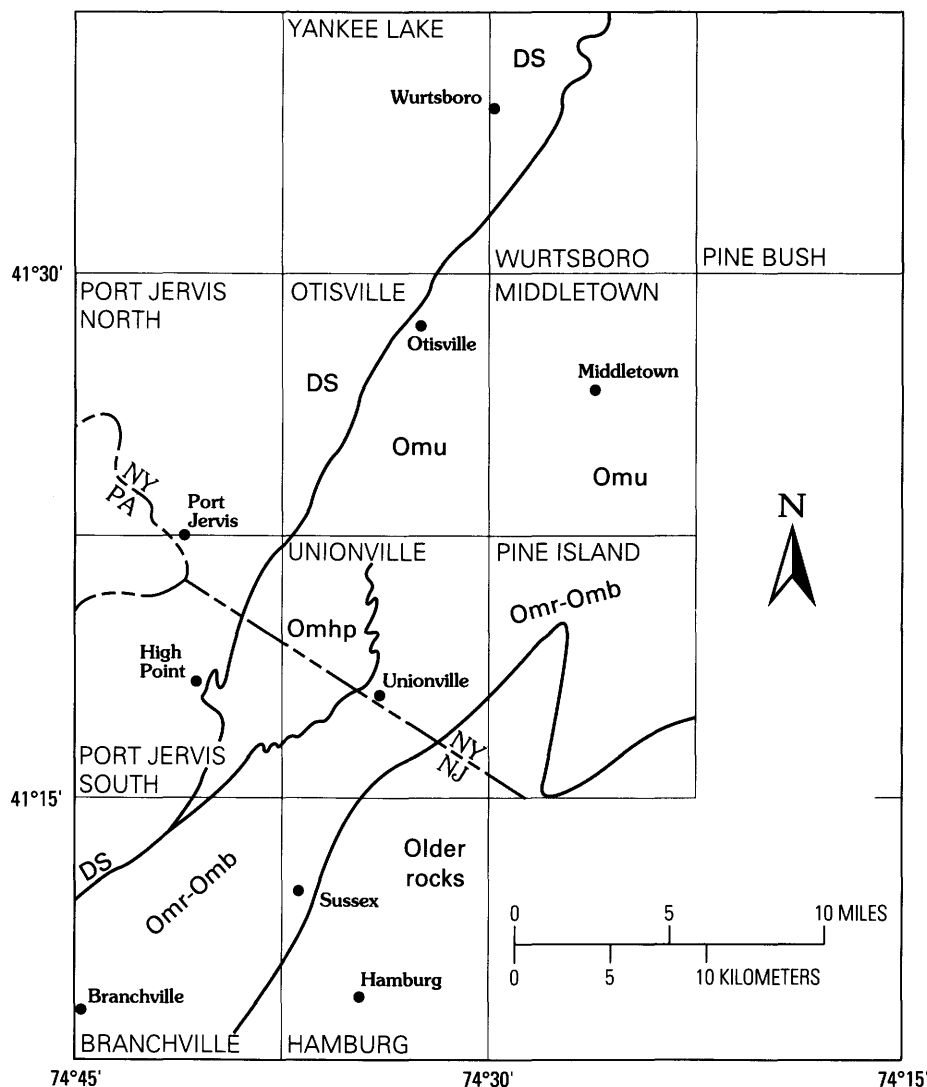 YANKEE LAKE
DS
Wurtsboro
41°30'
WURTSBORO
PINE BUSH
PORT JERVIS
NORTH
OTISVILLE
MIDDLETOWN
Otisville
DS
Middletown
Omu
Omu
NY
PA
Port
Jervis
N
UNIONVILLE
PINE ISLAND
Omr-Omb
Omhp
High
Point
Unionville
NY
NJ
PORT JERVIS
SOUTH
41°15'
DS
Omr-Omb
Older
rocks
Sussex
0 5 10 MILES
0 5 10 KILOMETERS
Branchville
Hamburg
BRANCHVILLE
HAMBURG
74°45'
74°30'
74°15'